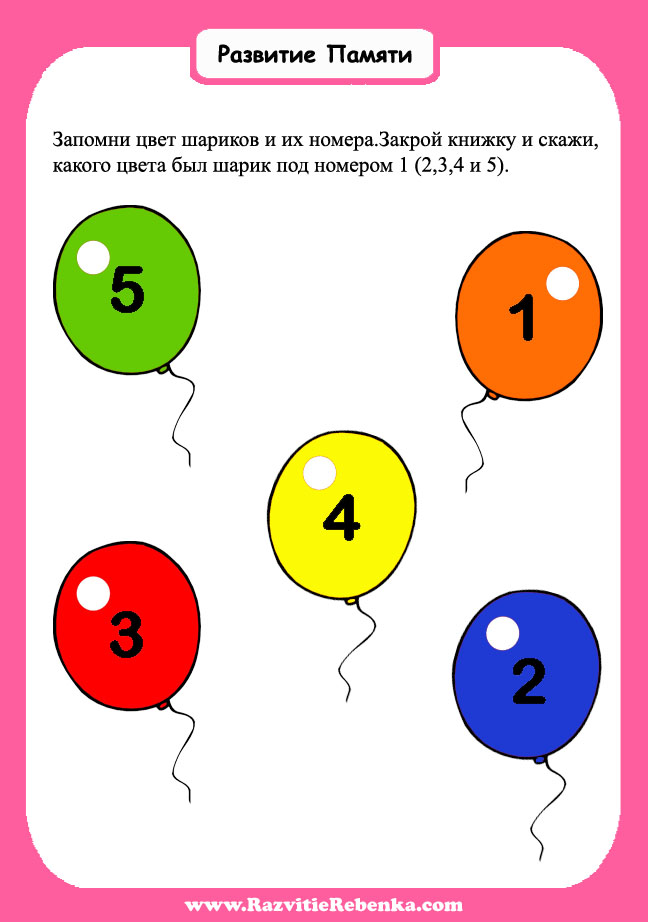 Развитие Памяти
Запомни цвет шариков и их номера.Закрой книжку и скажи,
какого цвета был шарик под номером 1 (2,3,4 и 5).
5
1
4
3
2
www.RazvitieRebenka.com